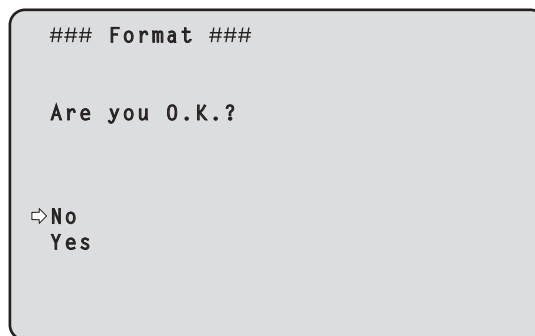 ### Format ###
Are you O.K.?
⇨No
Yes